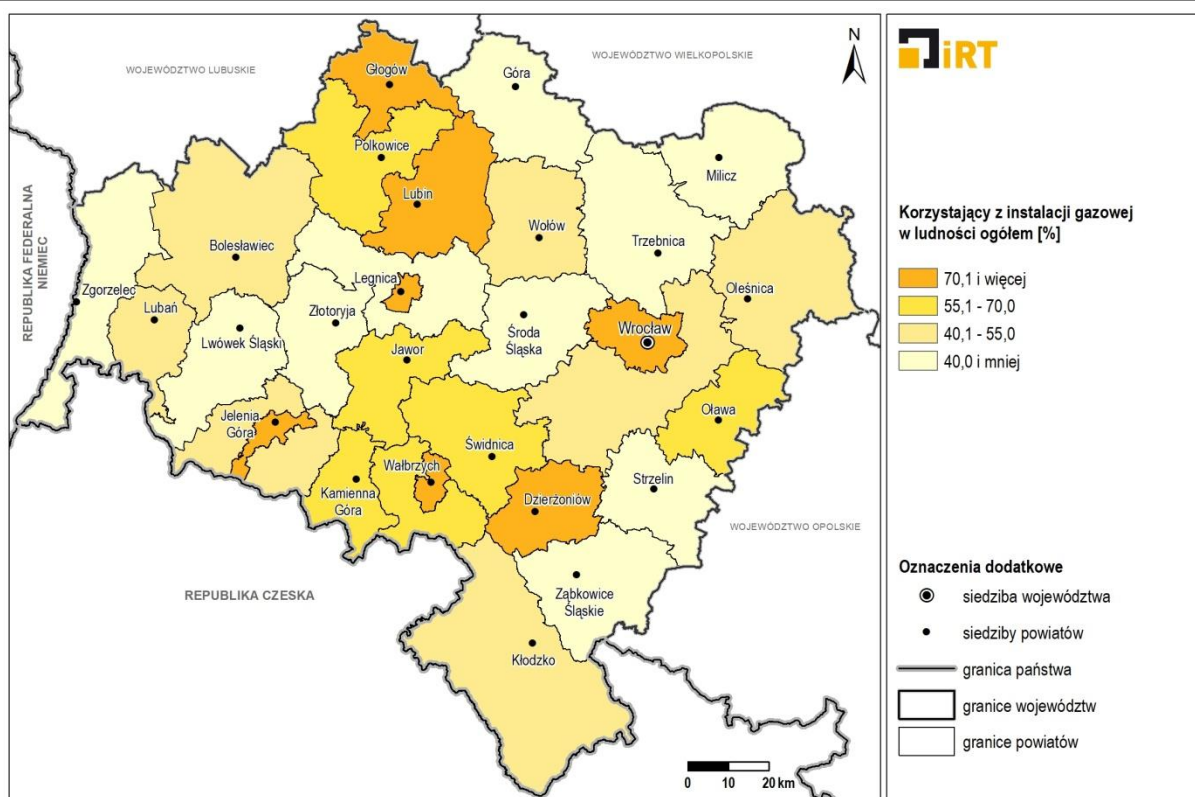 WOJEWÓDZTWO LUBUSKIE
WOJEWÓDZTWO WIELKOPOLSKIE
N
Głogów
Góra
Polkowice
Milicz
Lubin
REPUBLIKA FEDERALNA
NIEMIEC
Bolesławiec
Wołów
Trzebnica
Zgorzelec
Lubań
Legnica
Oleśnica
Złotoryja
Lwówek Śląski
Środa
Śląska
Wrocław
Jawor
Jelenia
Góra
Oława
Świdnica
Wałbrzych
Kamienna
Góra
Dzierżoniów
Strzelin
WOJEWÓDZTWO OPOLSKIE
REPUBLIKA CZESKA
Ząbkowice
Śląskie
Kłodzko
0 10 20 km
iRT
Korzystający z instalacji gazowej
w ludności ogółem [%]
70,1 i więcej
55,1 - 70,0
40,1 - 55,0
40,0 i mniej
Oznaczenia dodatkowe
siedziba województwa
siedziby powiatów
granica państwa
granice województw
granice powiatów